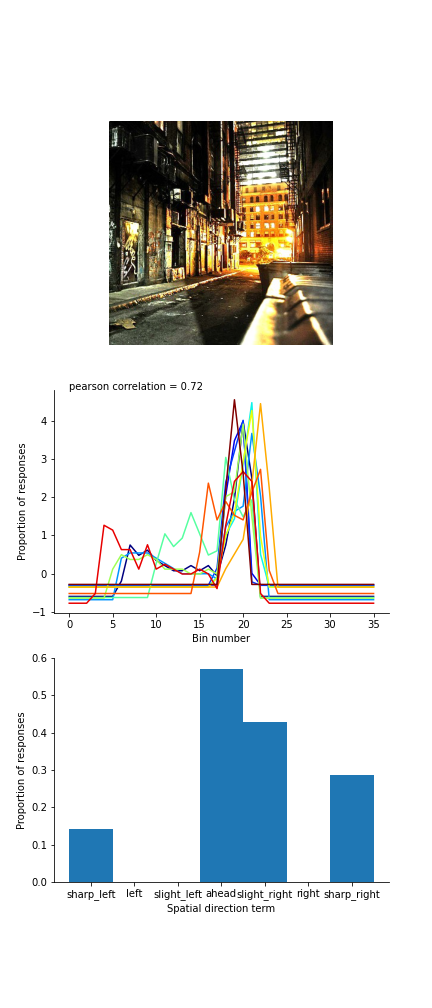 pearson correlation = 0.72
Proportion of responses
4
3
2
1
0
−1
0 5 10 15 20 25 30 35
Bin number
Proportion of responses
0.6
0.5
0.4
0.3
0.2
0.1
0.0
sharp_left left slight_left ahead slight_right right sharp_right
Spatial direction term